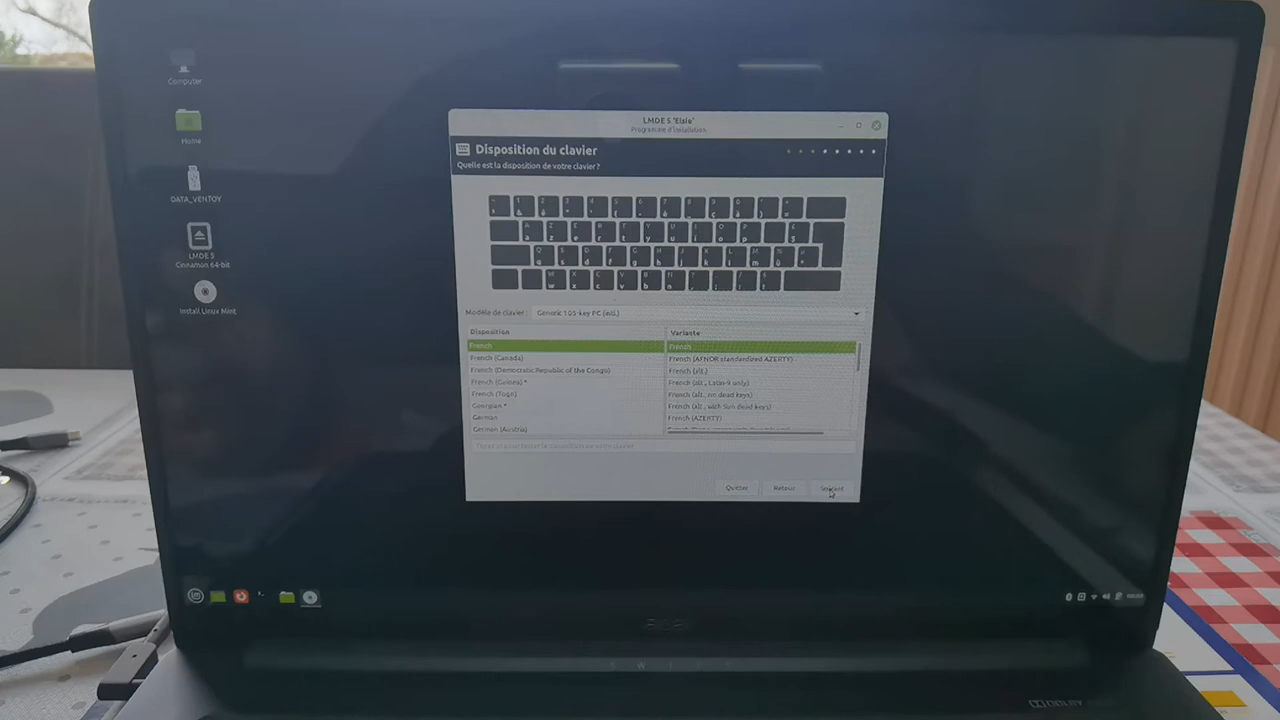 Computer
Home
DATA_VENTOY
LMDE 5
Cinnamon 64-bit
Install Linux Mint
LMDE 5 'Elsie'
Programme d'installation
Disposition du clavier
Quelle est la disposition de votre clavier ?
Modèle de clavier : Generic 105-key PC (intl.)
Disposition
French
French (Canada)
French (Democratic Republic of the Congo)
French (Guinea) *
French (Togo)
Georgian *
German
German (Austria)
Variante
French
French (AFNOR standardized AZERTY)
French (alt.)
French (alt., Latin-9 only)
French (alt., no dead keys)
French (alt., with Sun dead keys)
French (AZERTY)
Quitter
Retour
Suivant
acer
DOLBY